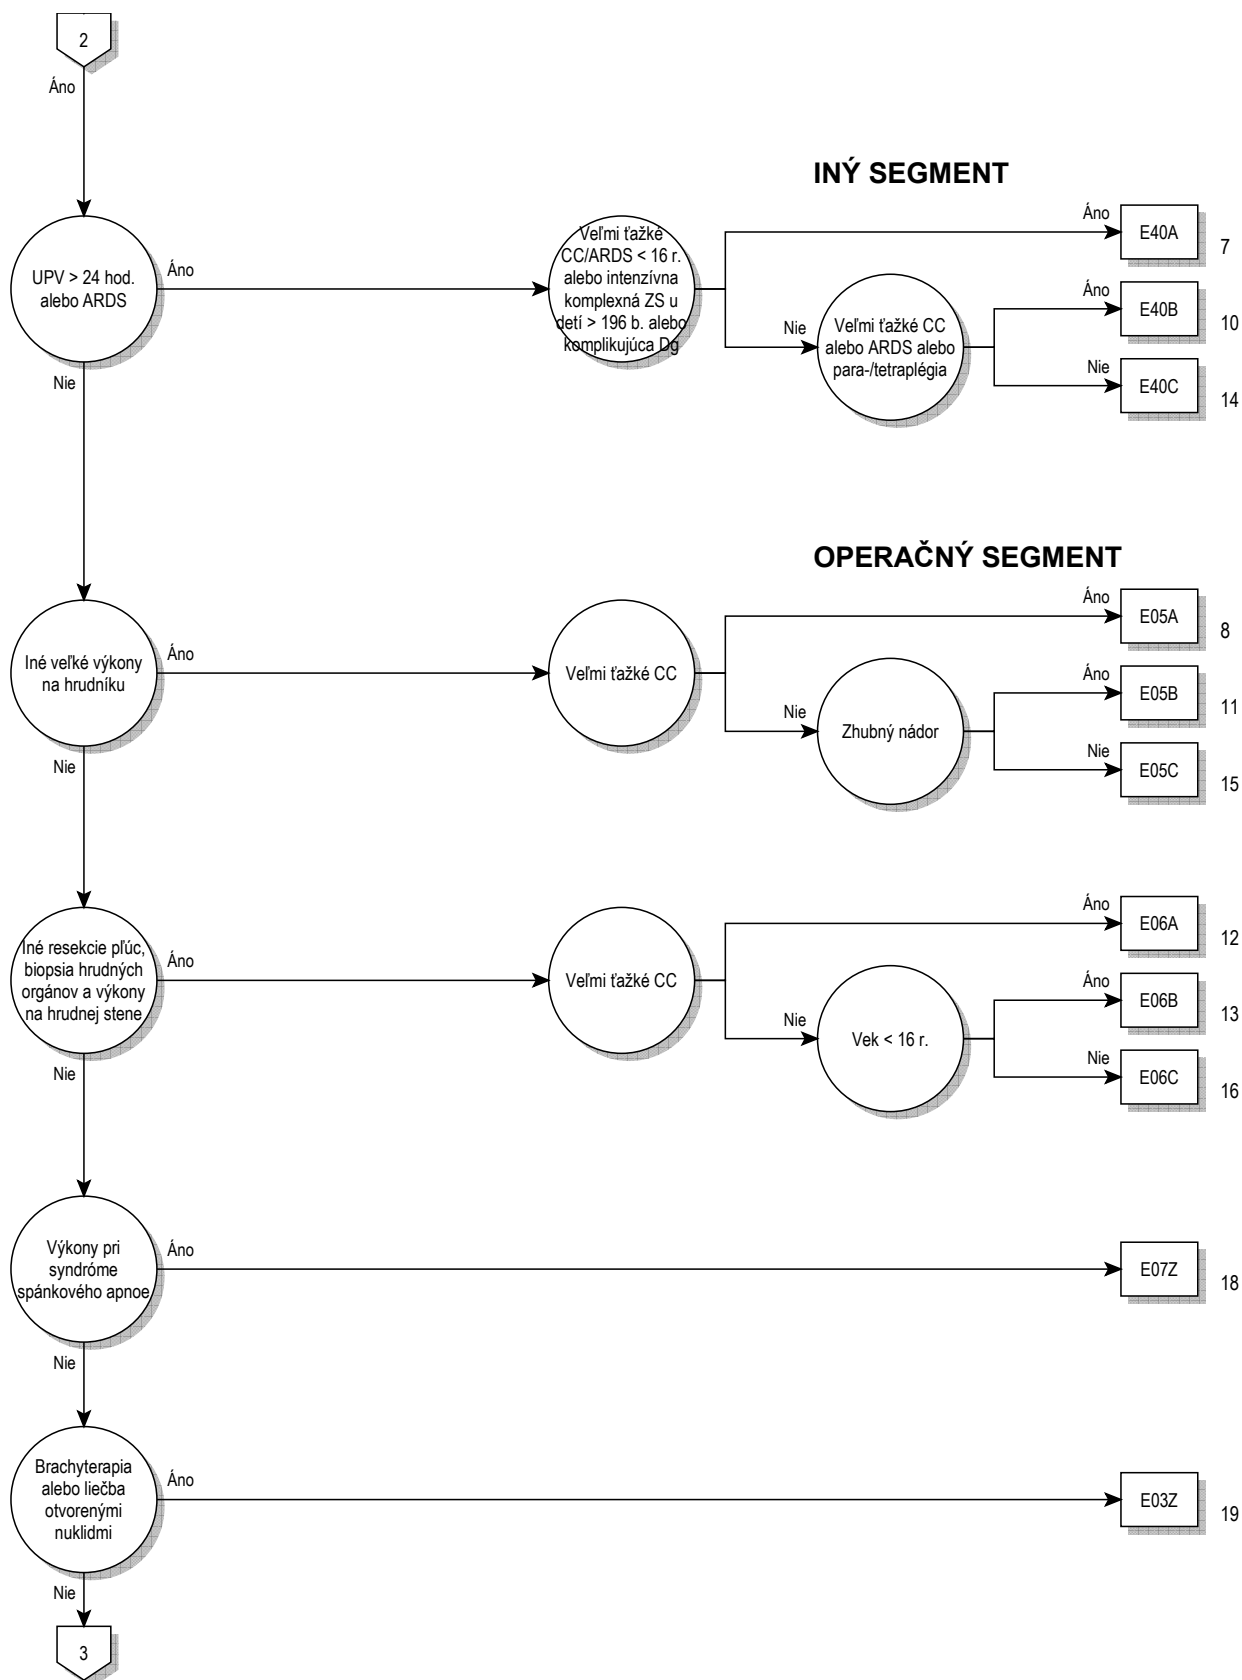 2
Áno
INÝ SEGMENT
UPV > 24 hod.
alebo ARDS
Áno
Nie
Veľmi ťažké
CC/ARDS < 16 r.
alebo intenzívna
komplexná ZS u
detí > 196 b. alebo
komplikujúca Dg
Áno
E40A
7
Nie
Veľmi ťažké CC
alebo ARDS alebo
para-/tetraplégia
Áno
E40B
10
Nie
E40C
14
OPERAČNÝ SEGMENT
Iné veľké výkony
na hrudníku
Áno
Nie
Veľmi ťažké CC
Áno
E05A
8
Nie
Zhubný nádor
Áno
E05B
11
Nie
E05C
15
Iné resekcie pľúc,
biopsia hrudných
orgánov a výkony
na hrudnej stene
Áno
Nie
Veľmi ťažké CC
Áno
E06A
12
Nie
Vek < 16 r.
Áno
E06B
13
Nie
E06C
16
Výkony pri
syndróme
spánkového apnoe
Áno
E07Z
18
Nie
Brachyterapia
alebo liečba
otvorenými
nuklidmi
Áno
E03Z
19
Nie
3